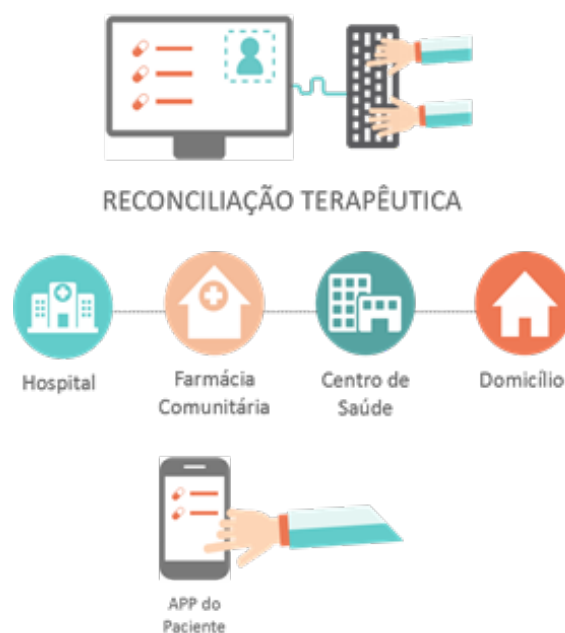 RECONCILIAÇÃO TERAPÊUTICA
Hospital
Farmácia
Comunitária
Centro de
Saúde
Domicílio
APP do
Paciente